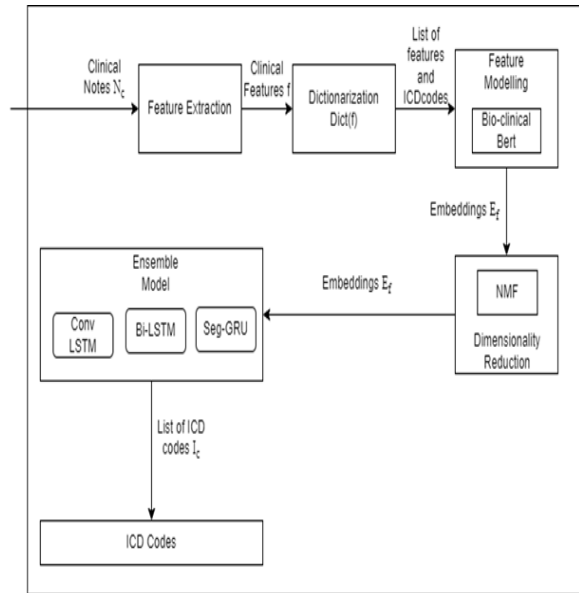 Clinical
Notes N_c
Feature Extraction
Clinical
Features f
Dictionarization
Dict(f)
List of
features
and
ICDcodes
Feature
Modelling
Bio-clinical
Bert
Embeddings E_f
NMF
Dimensionality
Reduction
Embeddings E_f
Ensemble
Model
Conv
LSTM
Bi-LSTM
Seg-GRU
List of ICD
codes I_c
ICD Codes